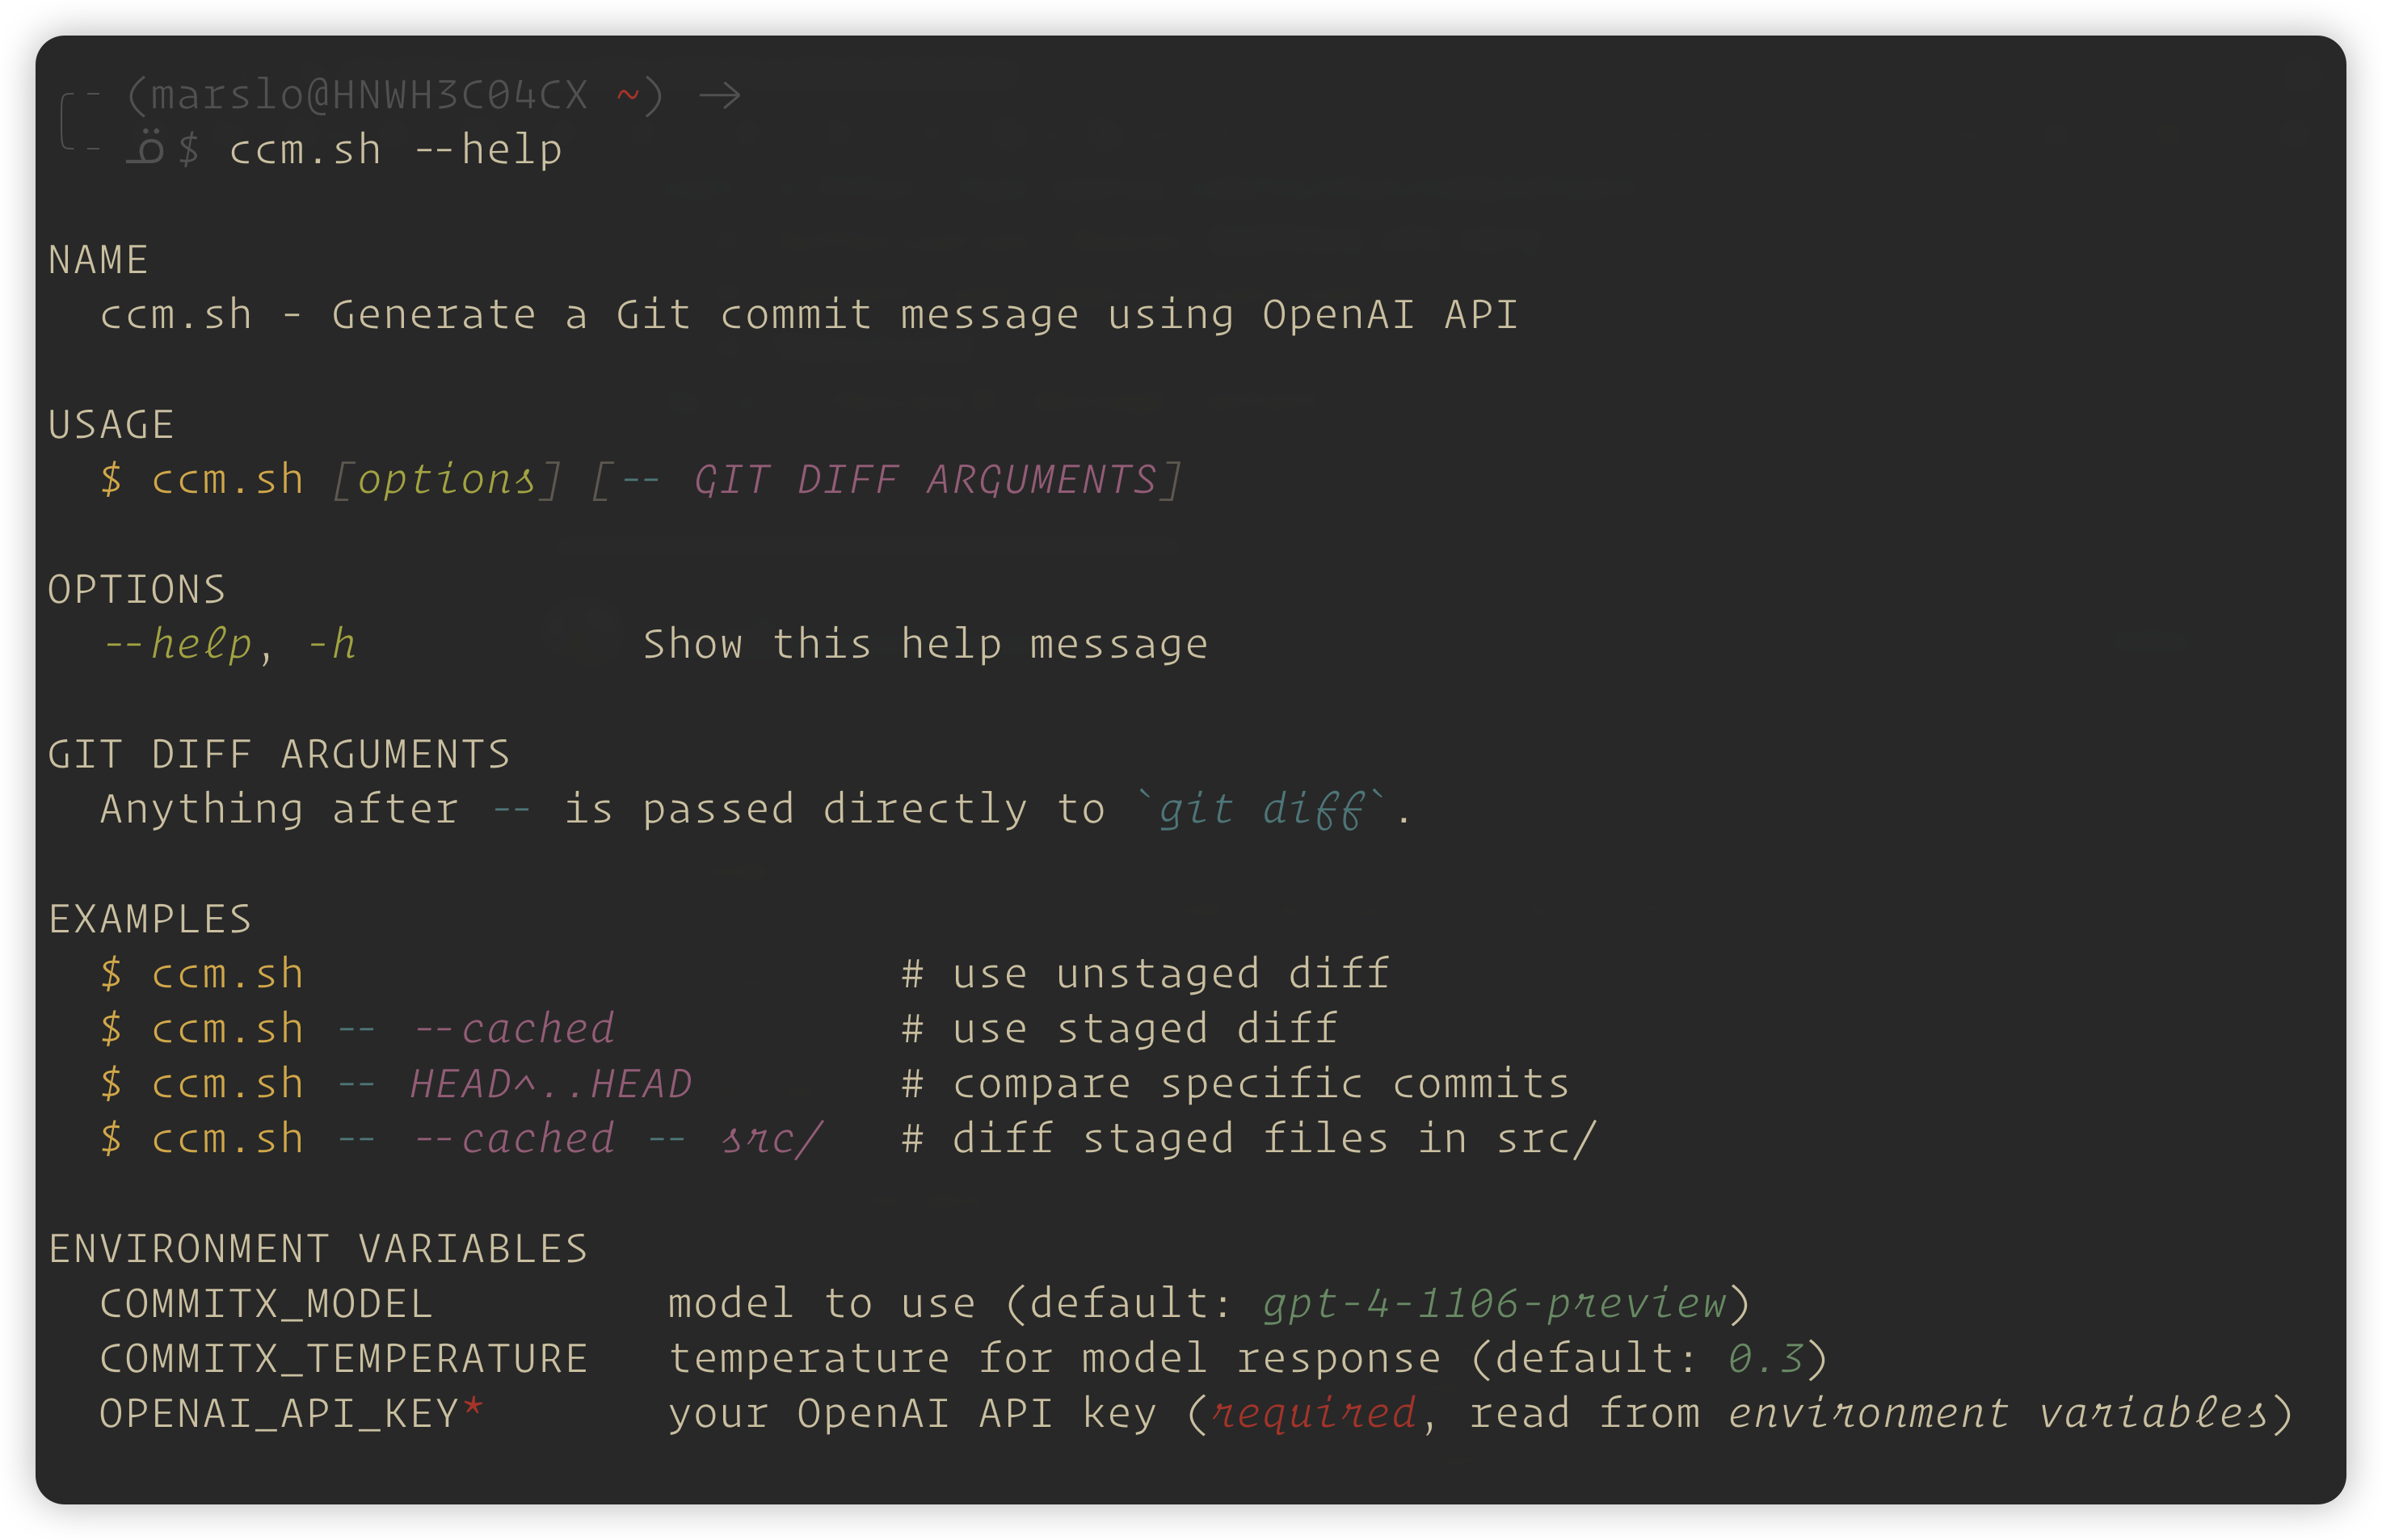 ╭╴ (marslo@HNWH3C04CX ~) →
╰╴ ܩ $ ccm.sh --help
NAME
  ccm.sh - Generate a Git commit message using OpenAI API
USAGE
  $ ccm.sh [options] [-- GIT DIFF ARGUMENTS]
OPTIONS
  --help, -h           Show this help message
GIT DIFF ARGUMENTS
  Anything after -- is passed directly to `git diff`.
EXAMPLES
  $ ccm.sh                       # use unstaged diff
  $ ccm.sh -- --cached           # use staged diff
  $ ccm.sh -- HEAD^..HEAD        # compare specific commits
  $ ccm.sh -- --cached -- src/   # diff staged files in src/
ENVIRONMENT VARIABLES
  COMMITX_MODEL         model to use (default: gpt-4-1106-preview)
  COMMITX_TEMPERATURE   temperature for model response (default: 0.3)
  OPENAI_API_KEY*       your OpenAI API key (required, read from environment variables)